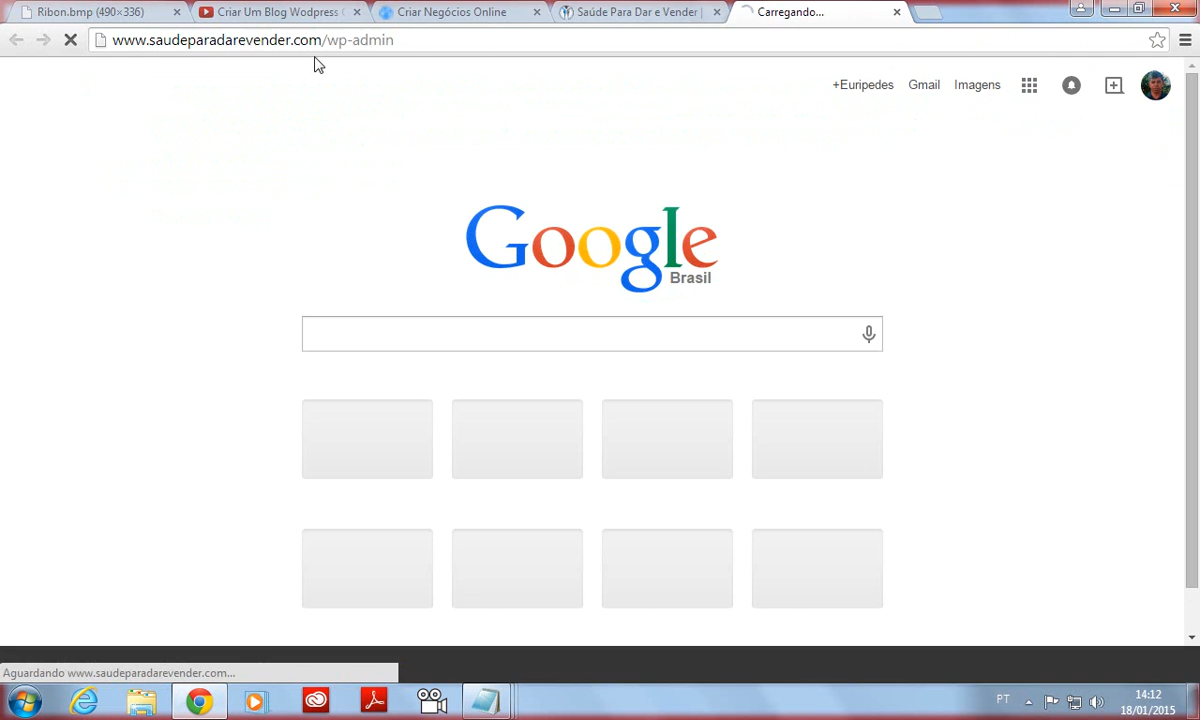 Ribon.bmp (490×336)
Criar Um Blog Wodpress
Criar Negócios Online
Saúde Para Dar e Vender |
Carregando...
www.saudeparadarevender.com/wp-admin
+Euripedes Gmail Imagens
Google
Brasil
Aguardando www.saudeparadarevender.com...
PT
14:12
18/01/2015